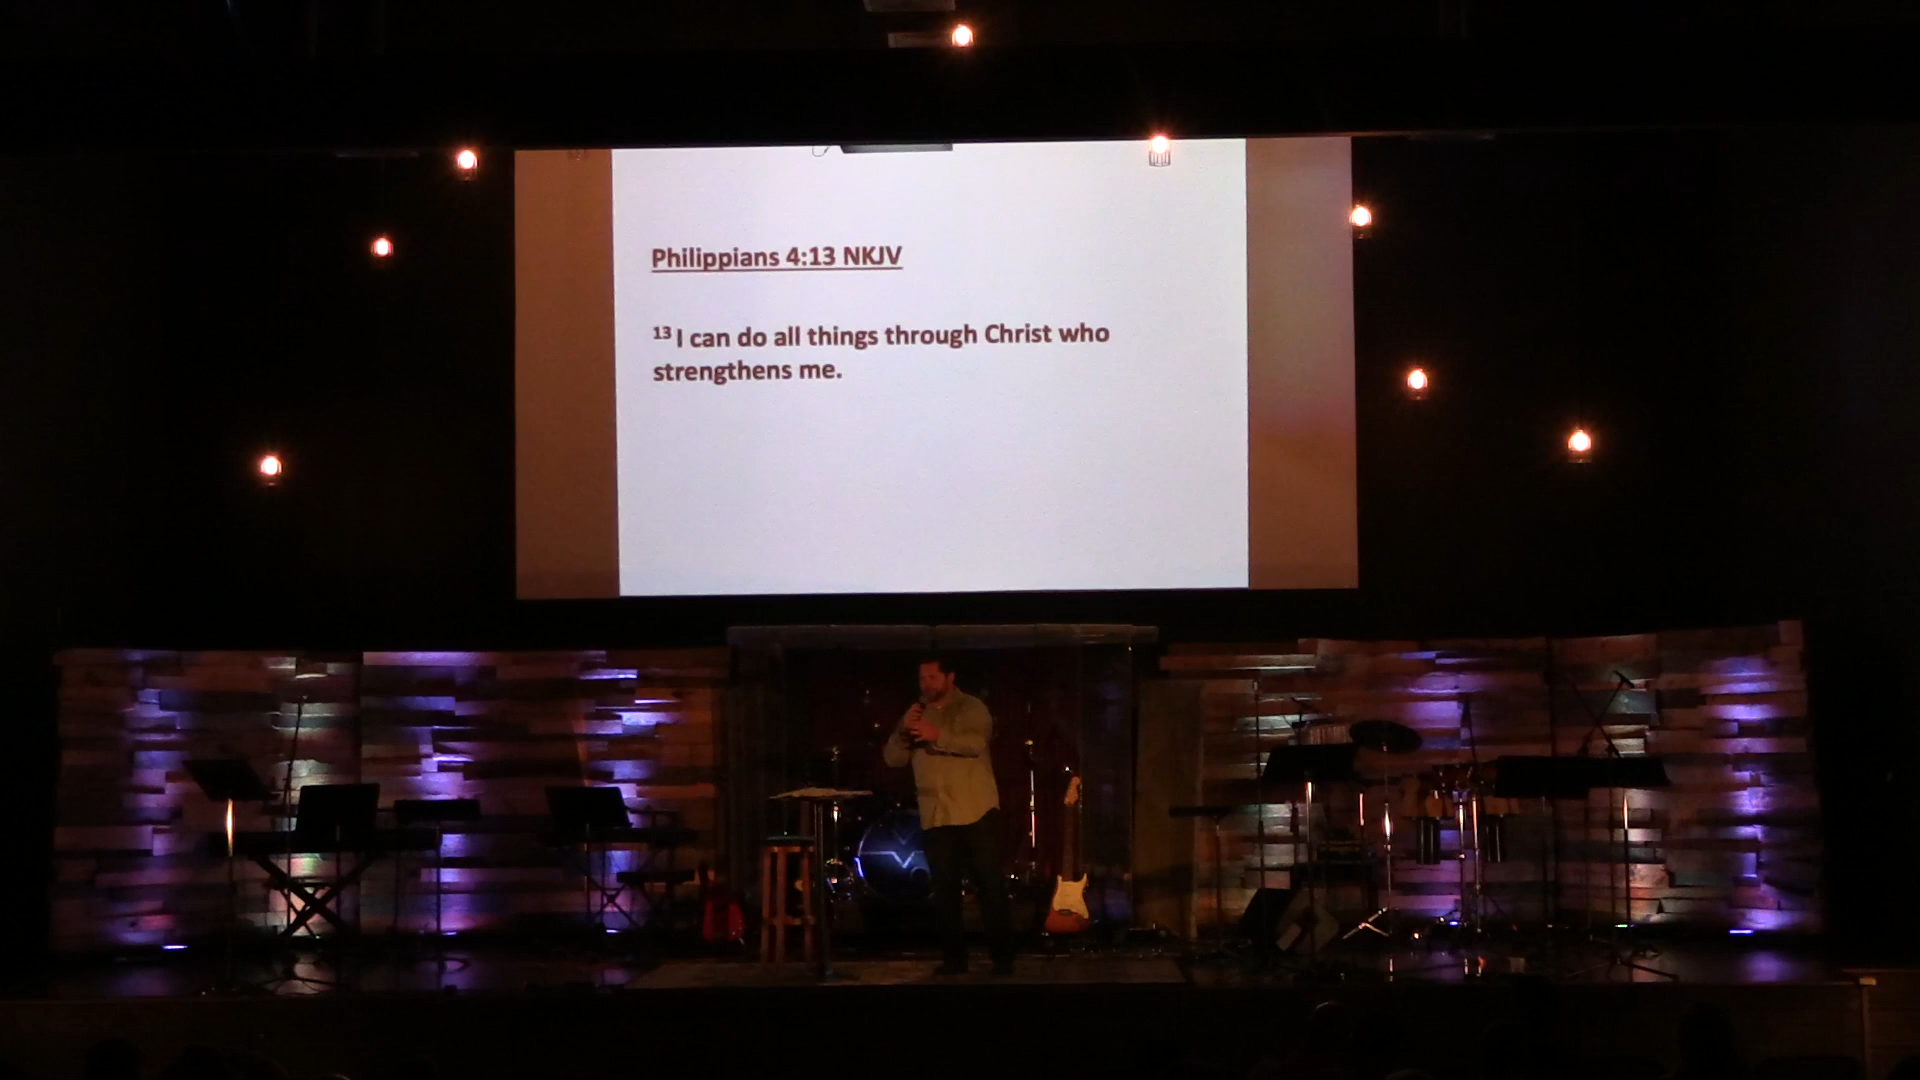 Philippians 4:13 NKJV
13 I can do all things through Christ who
strengthens me.